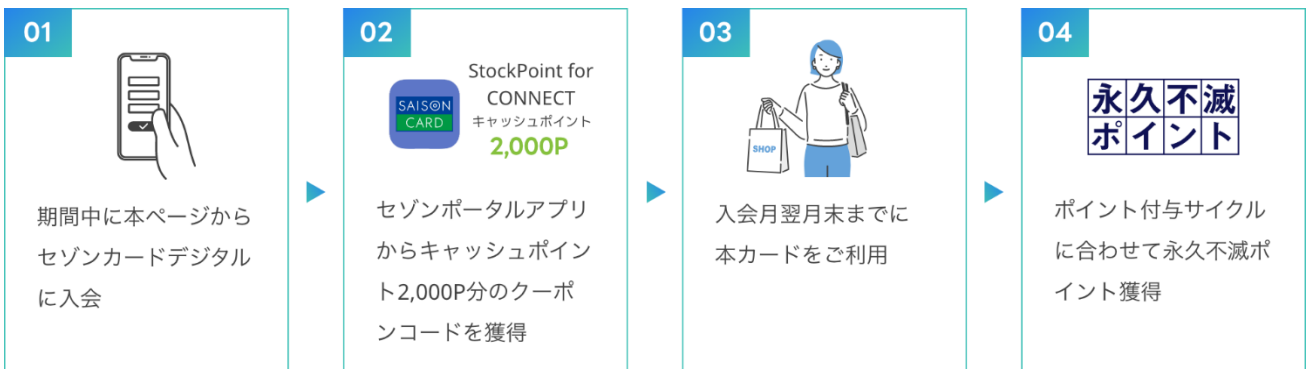 01
期間中に本ページから
セゾンカードデジタル
に入会
02
SAISON
CARD
StockPoint for
CONNECT
キャッシュポイント
2,000P
セゾンポータルアプリ
からキャッシュポイン
ト2,000P分のクーポ
ンコードを獲得
03
SHOP
入会月翌月末までに
本カードをご利用
04
永久不滅
ポイント
ポイント付与サイクル
に合わせて永久不滅ポ
イント獲得